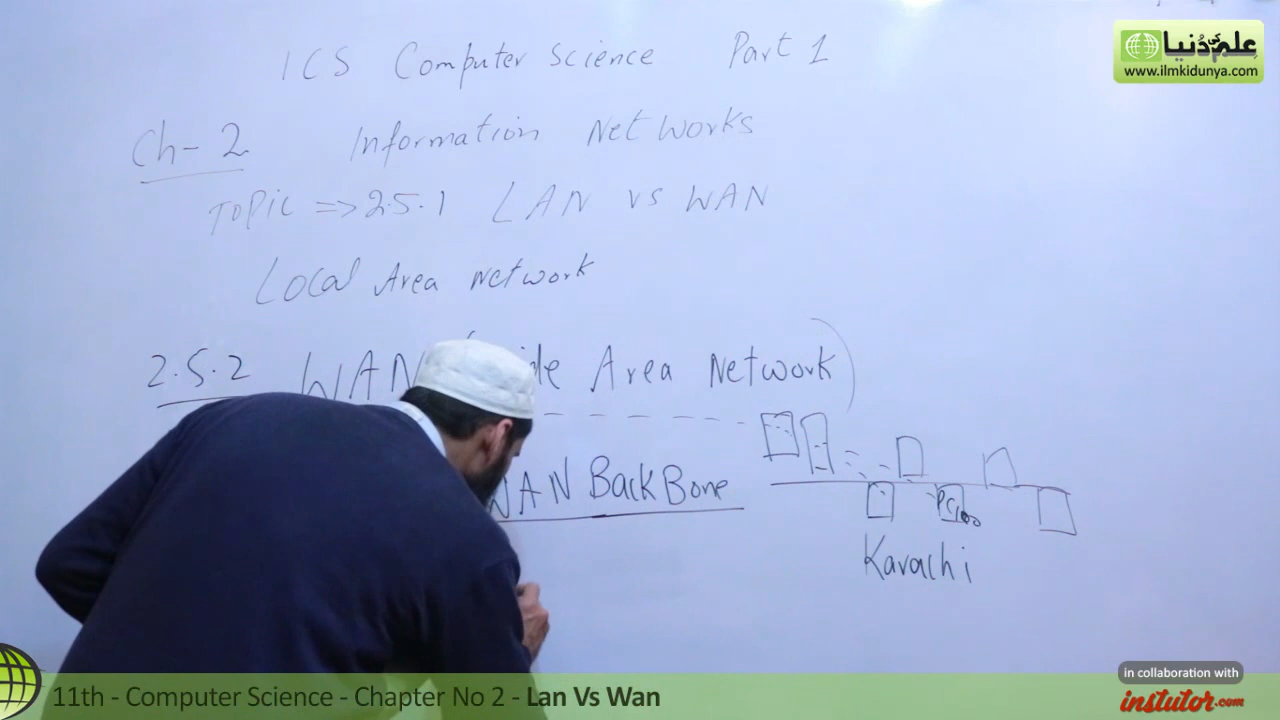 ICS Computer Science Part 1
علم کی دُنیا
www.ilmkidunya.com
Ch-2 Information Networks
Topic => 2.5.1 LAN vs WAN
Local Area Network
2.5.2 WAN Area Network)
WAN BackBone
Karachi
in collaboration with
instutor.com
11th - Computer Science - Chapter No 2 - Lan Vs Wan